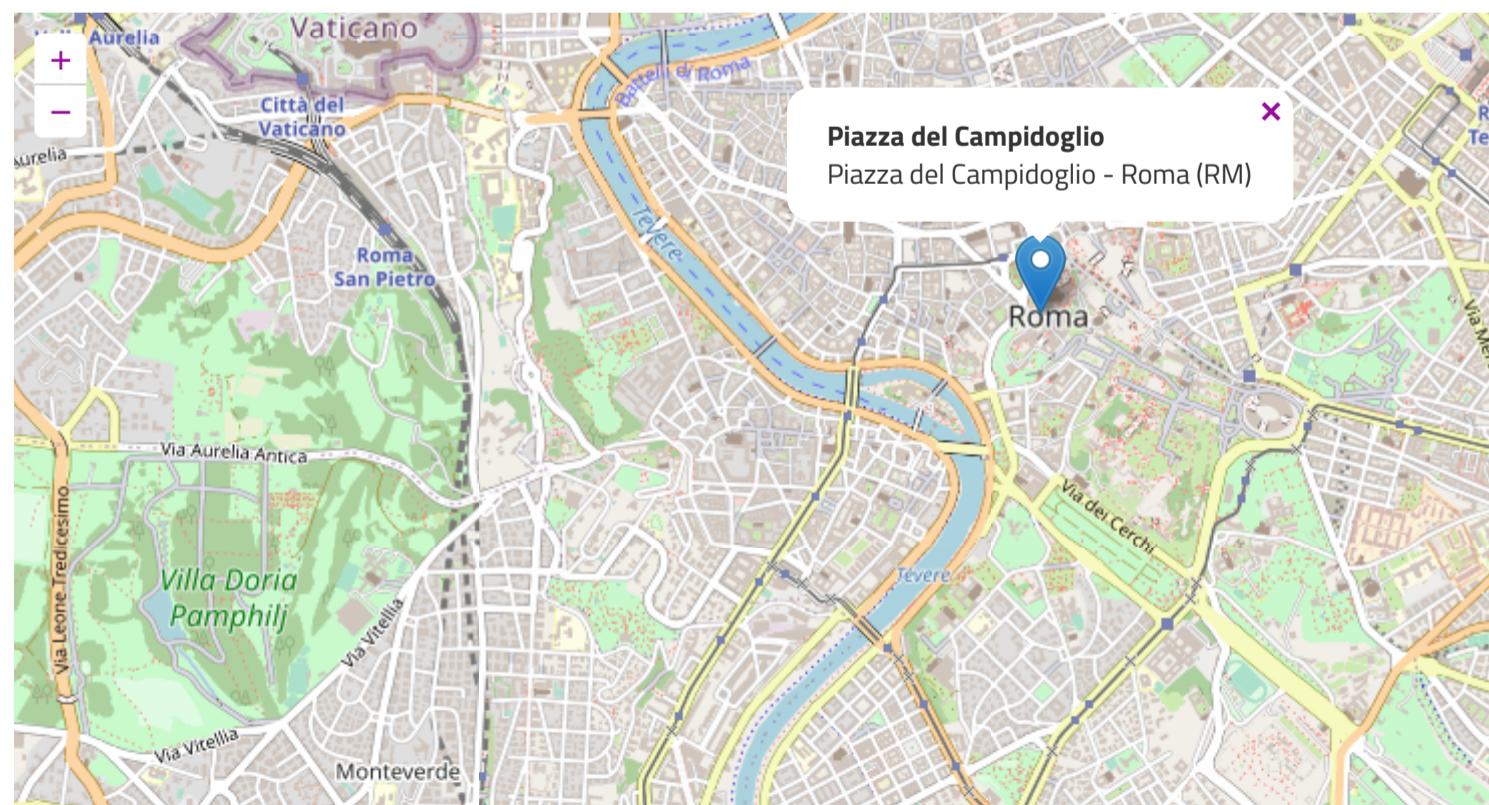 Vaticano
Aurelia
+
−
Città del
Vaticano
Battelli di Roma
Piazza del Campidoglio
Piazza del Campidoglio - Roma (RM)
Aurelia
Tevere
Roma
San Pietro
Roma
Via Aurelia Antica
Via dei Cerchi
Via Leone Tredicesimo
Tevere
Villa Doria
Pamphilj
Via Vitellia
Via Vitellia
Monteverde